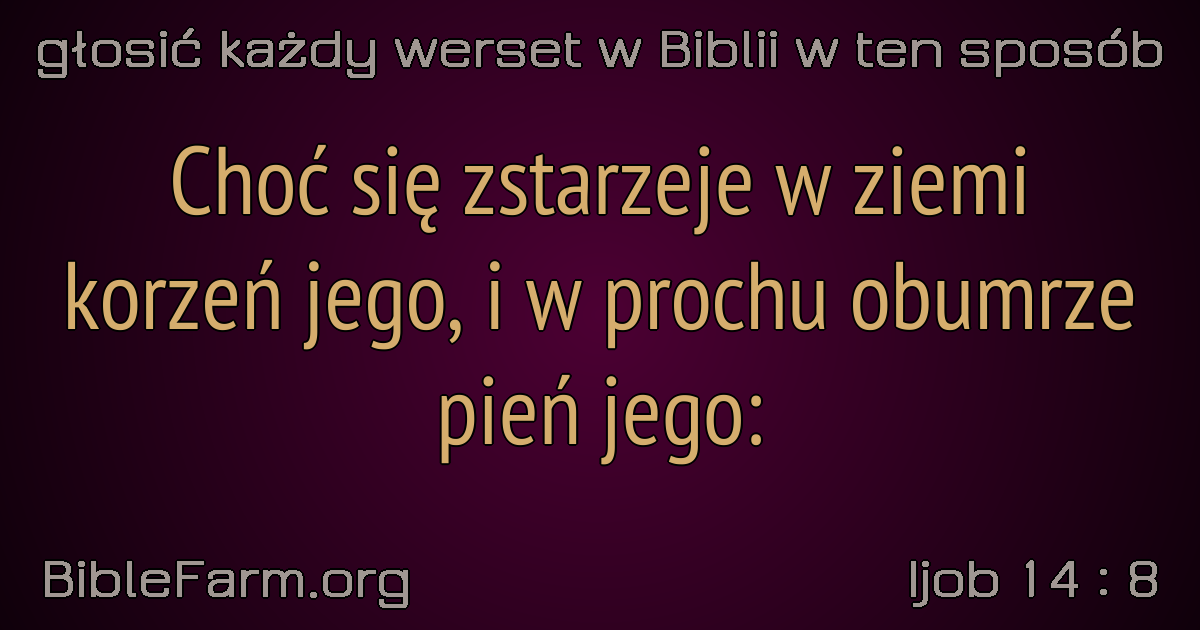 głosić każdy werset w Biblii w ten sposób
Choć się zstarzeje w ziemi
korzeń jego, i w prochu obumrze
pień jego:
BibleFarm.org
Ijob 14 : 8